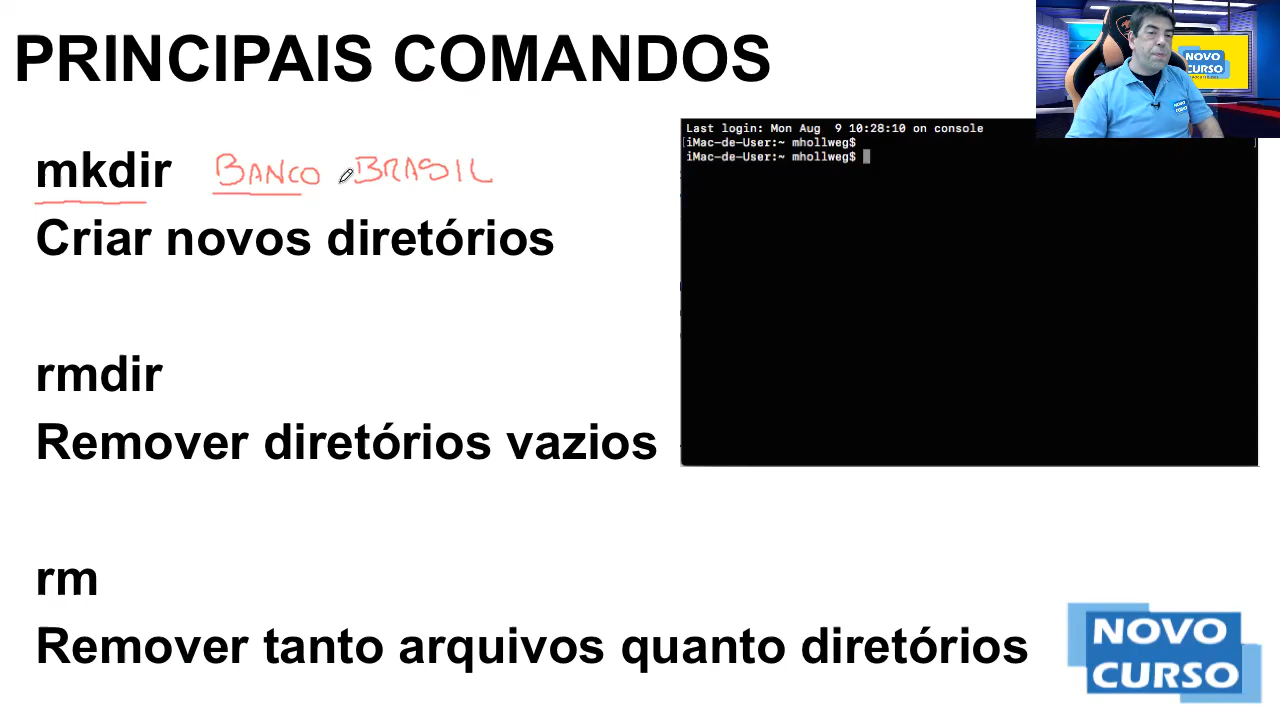 PRINCIPAIS COMANDOS
NOVO
CURSO
Last login: Mon Aug  9 10:28:10 on console
[iMac-de-User:~ mhollweg$ ]
iMac-de-User:~ mhollweg$
mkdir BANCO BRASIL
Criar novos diretórios
rmdir
Remover diretórios vazios
rm
Remover tanto arquivos quanto diretórios
NOVO
CURSO